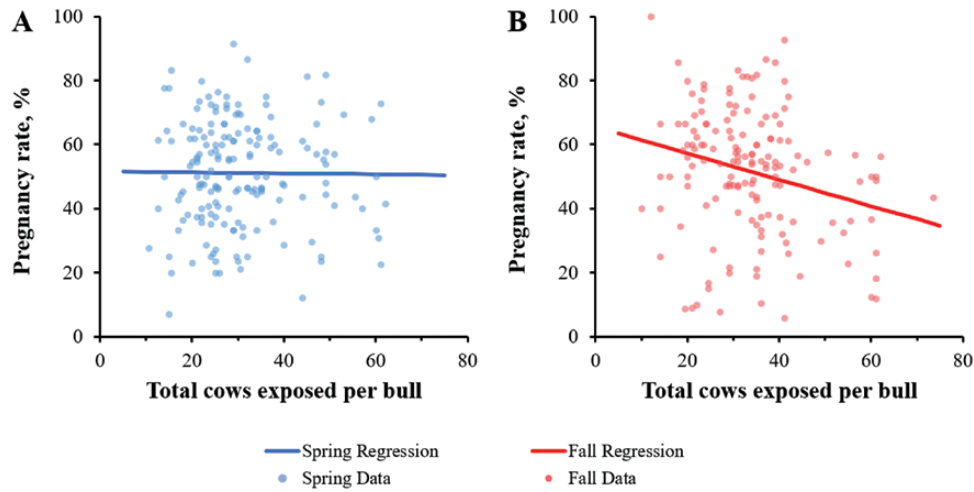 A
Pregnancy rate, %
100
80
60
40
20
0
0 20 40 60 80
Total cows exposed per bull
B
Pregnancy rate, %
100
80
60
40
20
0
0 20 40 60 80
Total cows exposed per bull
Spring Regression
Fall Regression
Spring Data
Fall Data